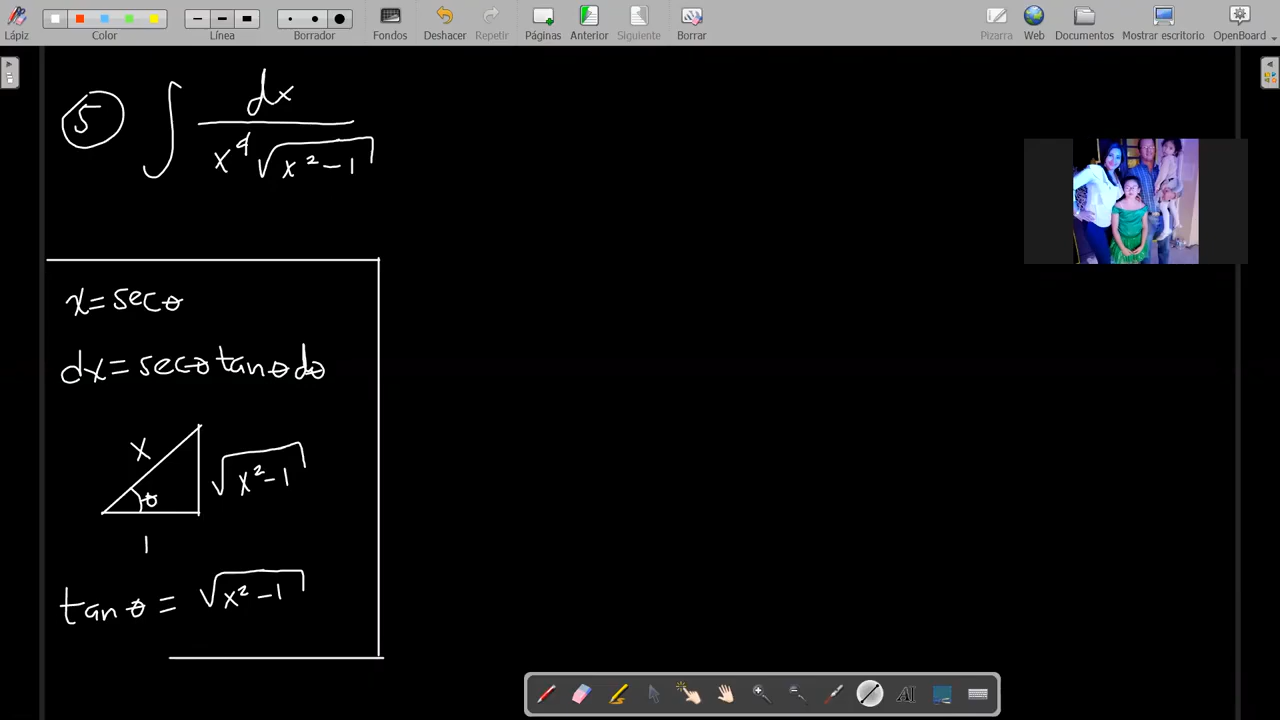 Lápiz Color Línea Borrador Fondos Deshacer Repetir Páginas Anterior Siguiente Borrar Pizarra Web Documentos Mostrar escritorio OpenBoard
5 ∫ dx / (x⁴ √(x²-1))
x = secθ
dx = secθ tanθ dθ
x
√(x²-1)
θ
1
tanθ = √(x²-1)
AI